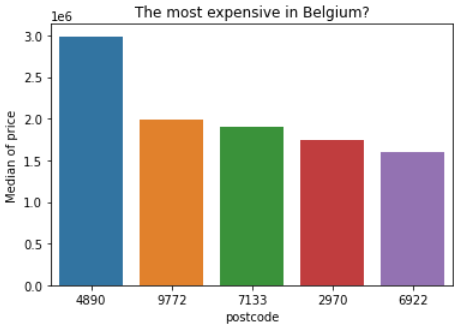 The most expensive in Belgium?
1e6
3.0
2.5
2.0
1.5
1.0
0.5
0.0
Median of price
4890 9772 7133 2970 6922
postcode